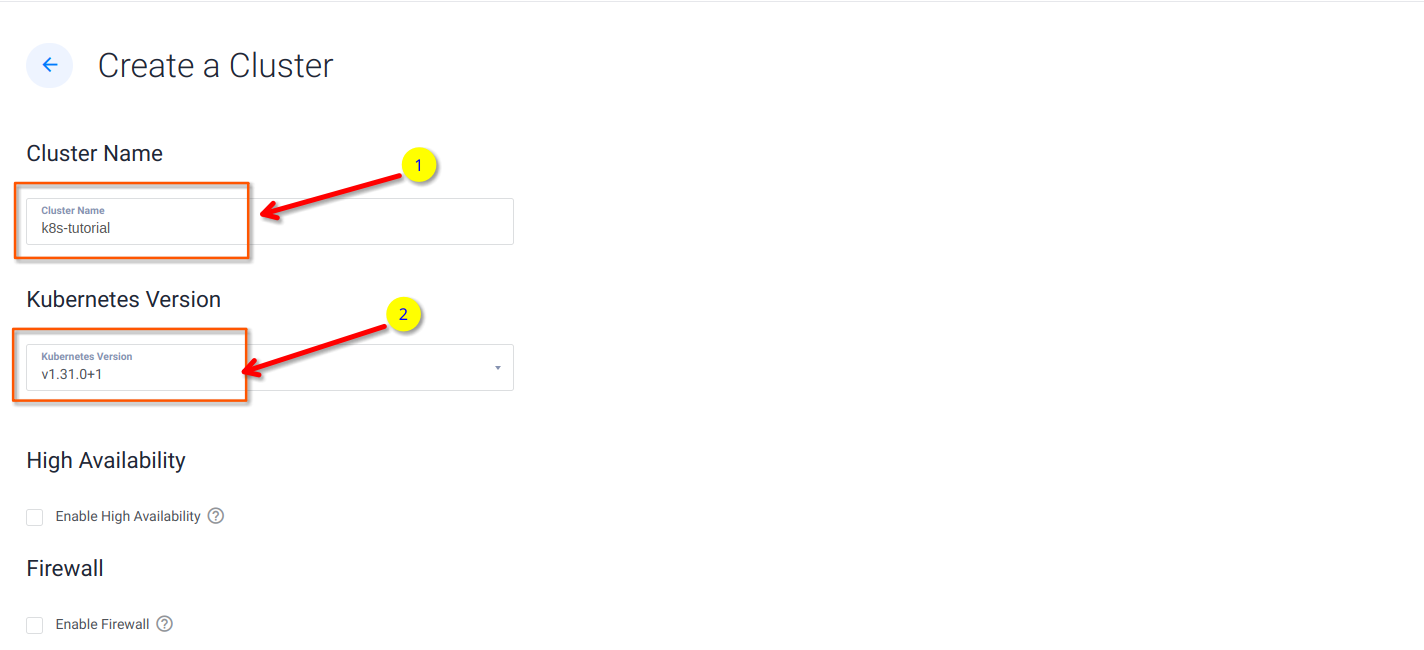 Create a Cluster
Cluster Name
1
Cluster Name
k8s-tutorial
Kubernetes Version
2
Kubernetes Version
v1.31.0+1
High Availability
Enable High Availability ?
Firewall
Enable Firewall ?